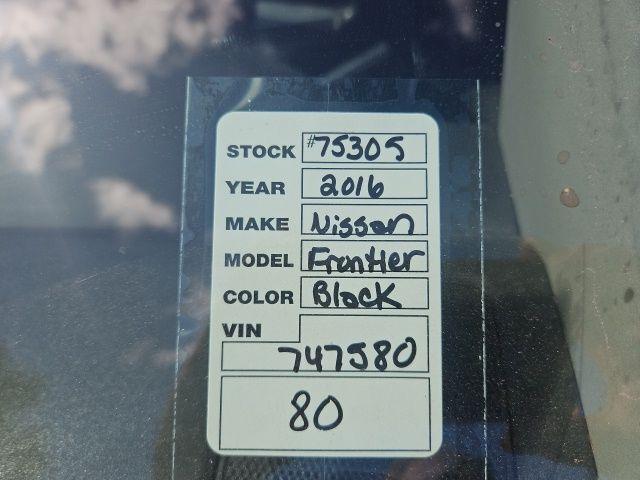 STOCK #75305
YEAR 2016
MAKE Nissan
MODEL Frontier
COLOR Black
VIN
747580
80